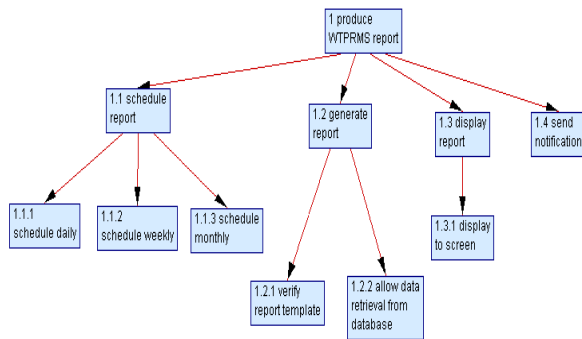 1 produce
WTPRMS report
1.1 schedule
report
1.2 generate
report
1.3 display
report
1.4 send
notification
1.1.1
schedule daily
1.1.2
schedule weekly
1.1.3 schedule
monthly
1.3.1 display
to screen
1.2.1 verify
report template
1.2.2 allow data
retrieval from
database